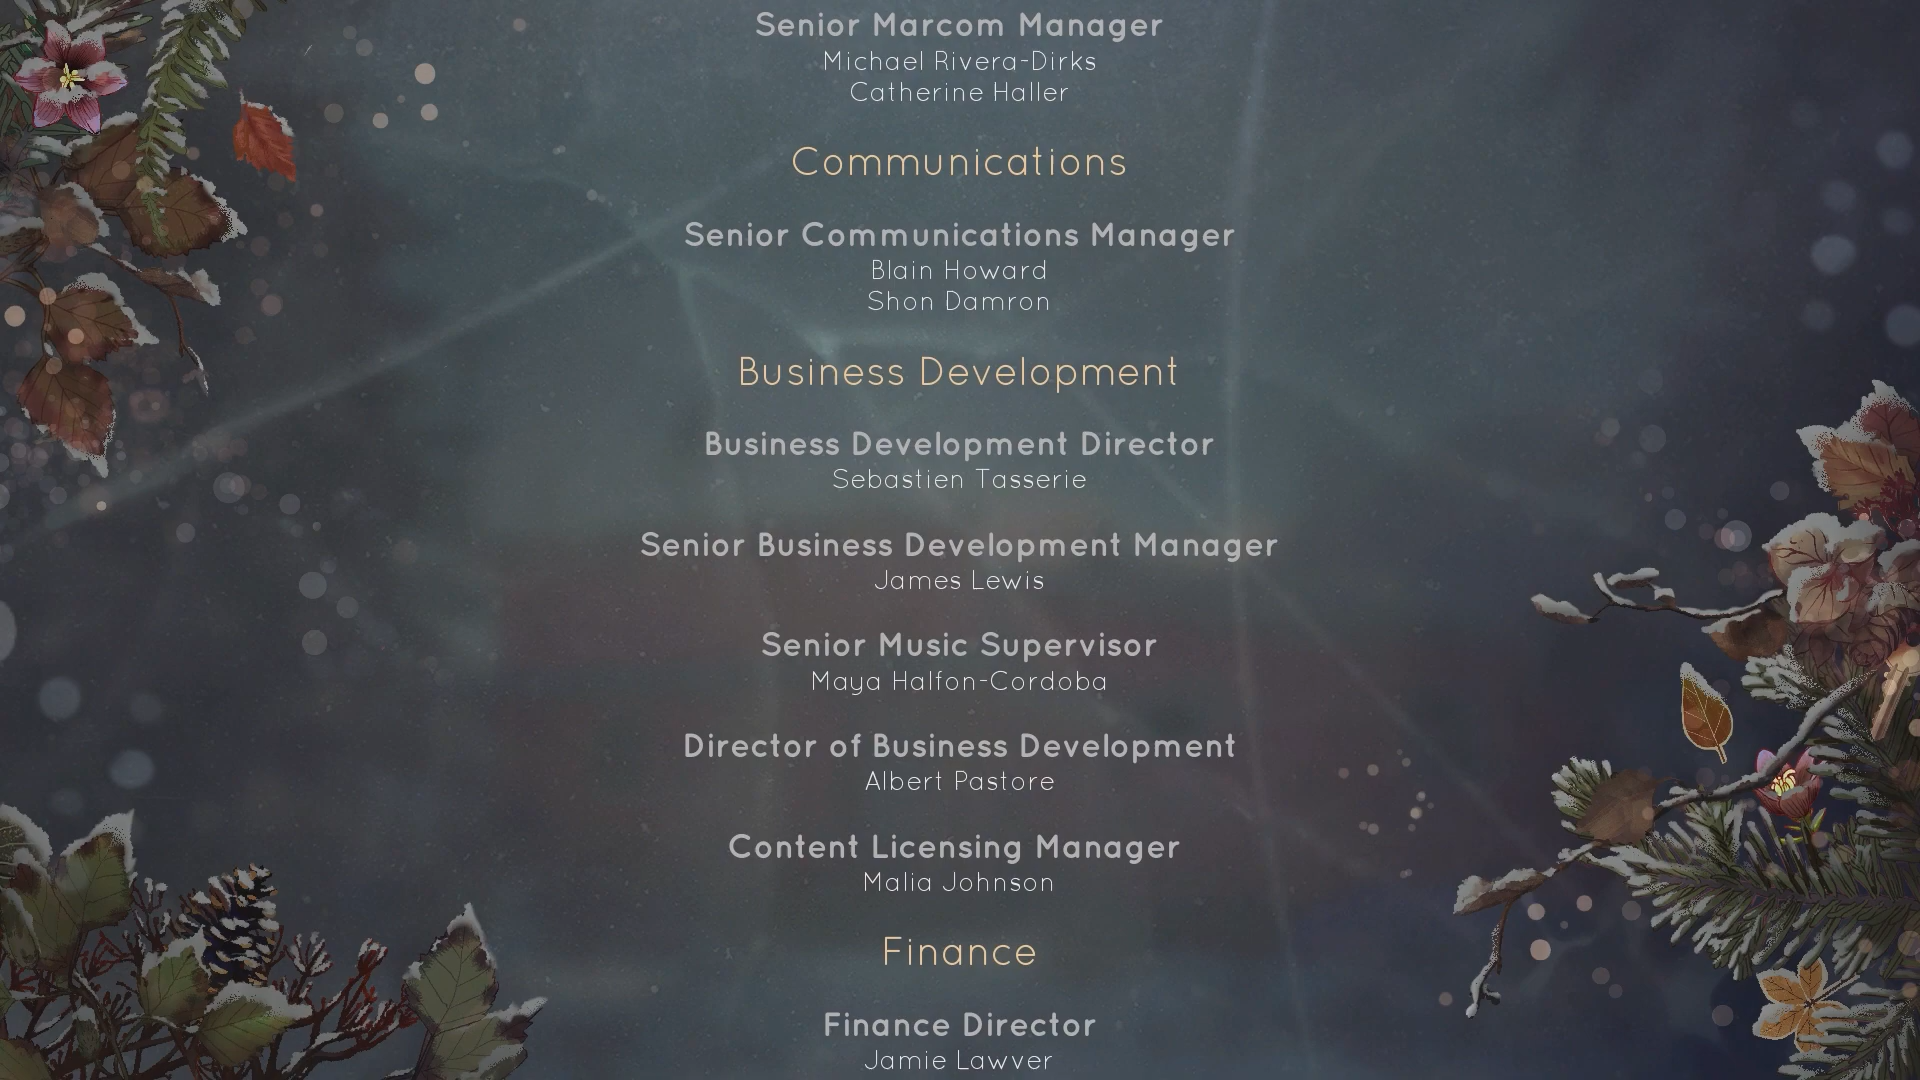 Senior Marcom Manager
Michael Rivera-Dirks
Catherine Haller
Communications
Senior Communications Manager
Blain Howard
Shon Damron
Business Development
Business Development Director
Sebastien Tasserie
Senior Business Development Manager
James Lewis
Senior Music Supervisor
Maya Halfon-Cordoba
Director of Business Development
Albert Pastore
Content Licensing Manager
Malia Johnson
Finance
Finance Director
Jamie Lawver